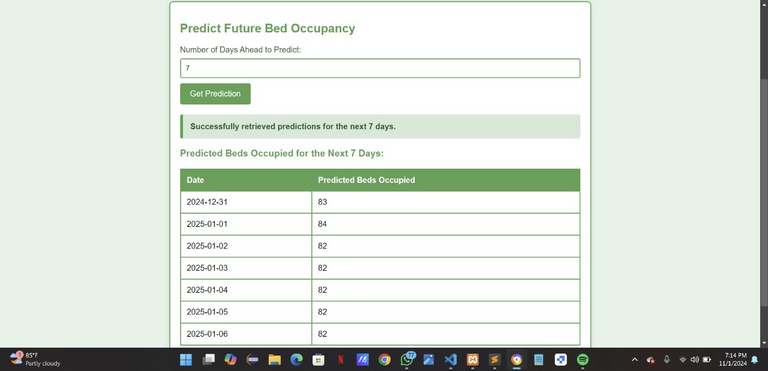 Predict Future Bed Occupancy
Number of Days Ahead to Predict:
7
Get Prediction
Successfully retrieved predictions for the next 7 days.
Predicted Beds Occupied for the Next 7 Days:
Date Predicted Beds Occupied
2024-12-31 83
2025-01-01 84
2025-01-02 82
2025-01-03 82
2025-01-04 82
2025-01-05 82
2025-01-06 82
85°F
Partly cloudy
7:14 PM
11/1/2024